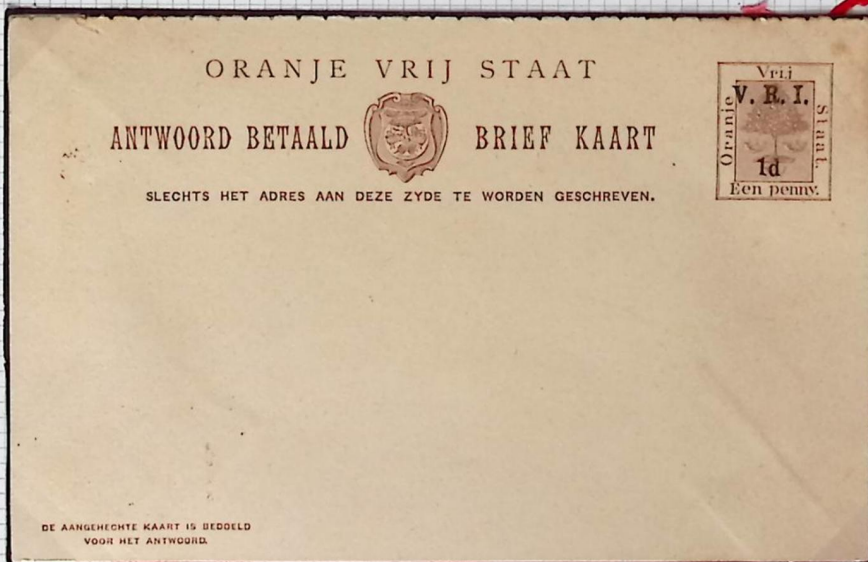 ORANJE VRIJ STAAT
ANTWOORD BETAALD BRIEF KAART
SLECHTS HET ADRES AAN DEZE ZYDE TE WORDEN GESCHREVEN.
Vrij
Oranje
Staat.
V. R. I.
1d
Een penny.
DE AANGEHECHTE KAART IS BEDOELD
VOOR HET ANTWOORD.